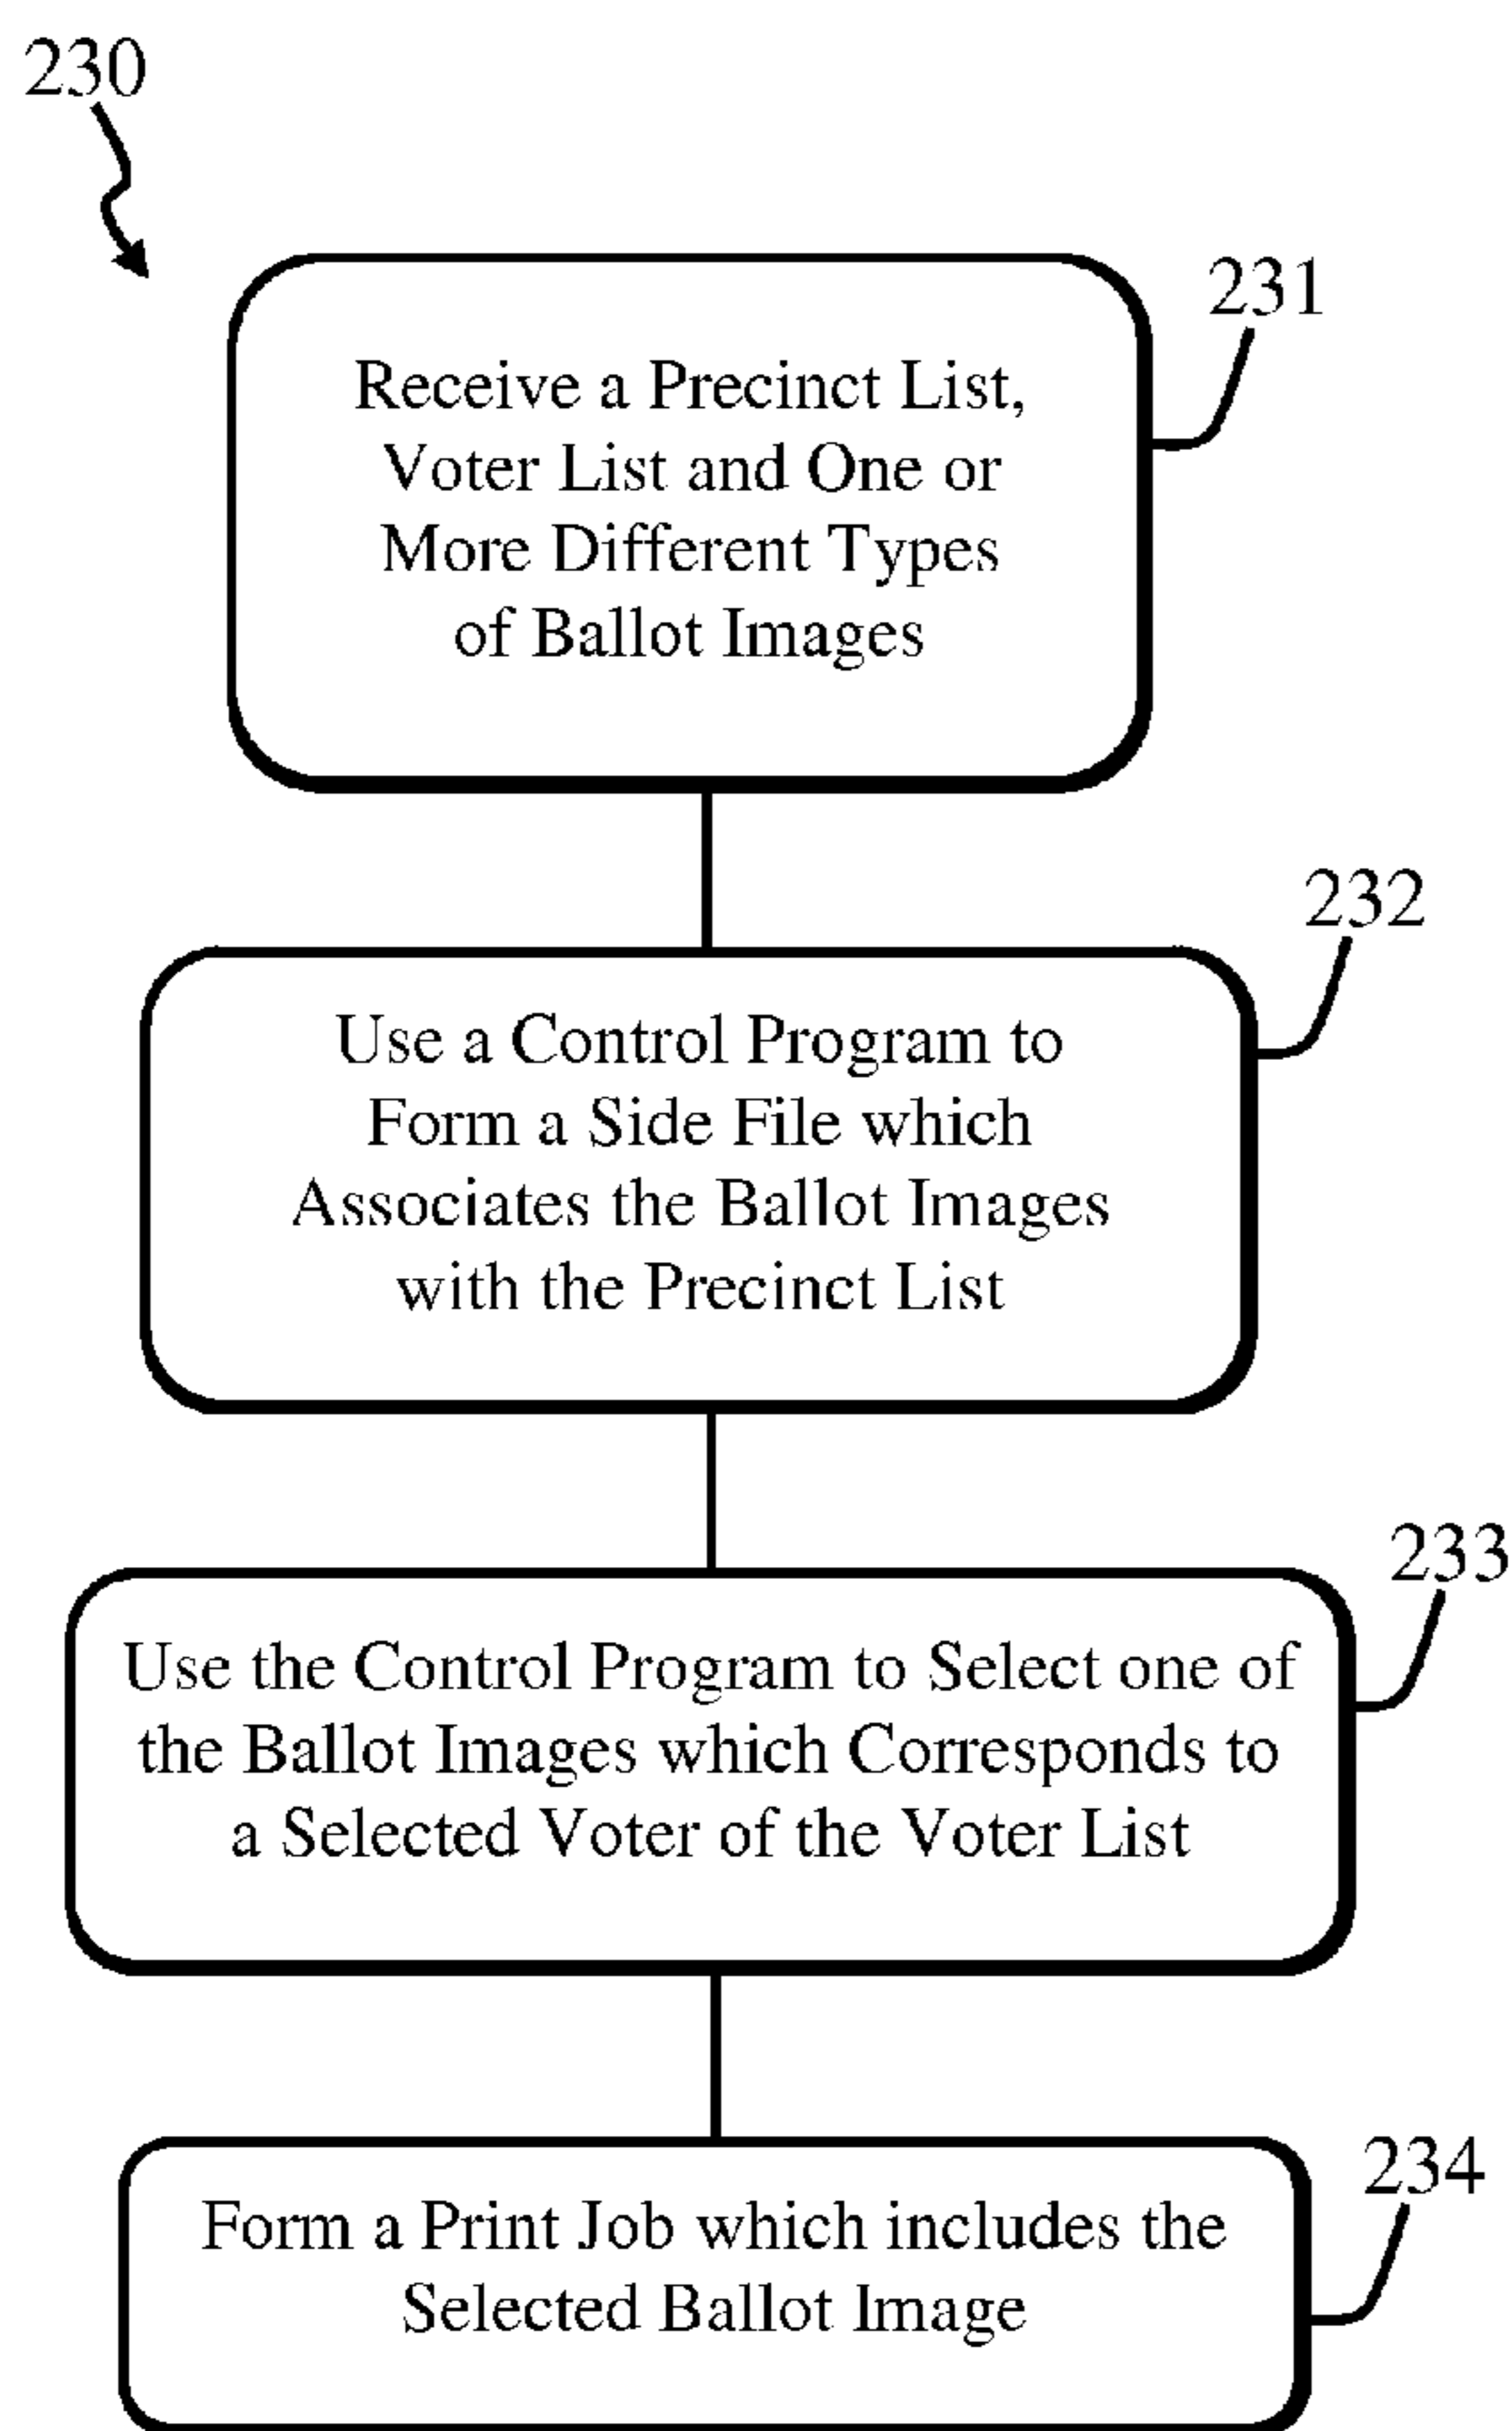 230
231
Receive a Precinct List,
Voter List and One or
More Different Types
of Ballot Images
232
Use a Control Program to
Form a Side File which
Associates the Ballot Images
with the Precinct List
233
Use the Control Program to Select one of
the Ballot Images which Corresponds to
a Selected Voter of the Voter List
234
Form a Print Job which includes the
Selected Ballot Image